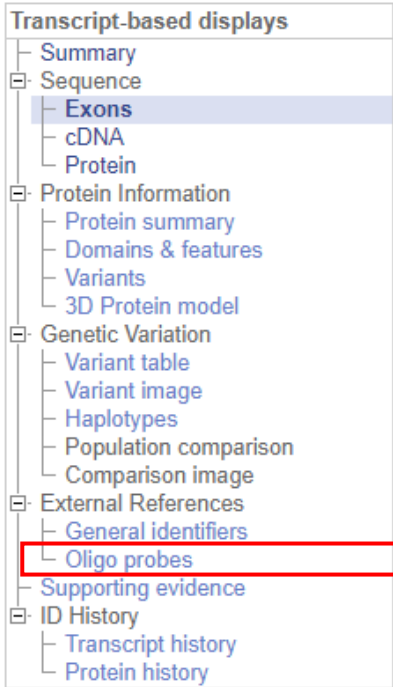 Transcript-based displays
Summary
Sequence
Exons
cDNA
Protein
Protein Information
Protein summary
Domains & features
Variants
3D Protein model
Genetic Variation
Variant table
Variant image
Haplotypes
Population comparison
Comparison image
External References
General identifiers
Oligo probes
Supporting evidence
ID History
Transcript history
Protein history